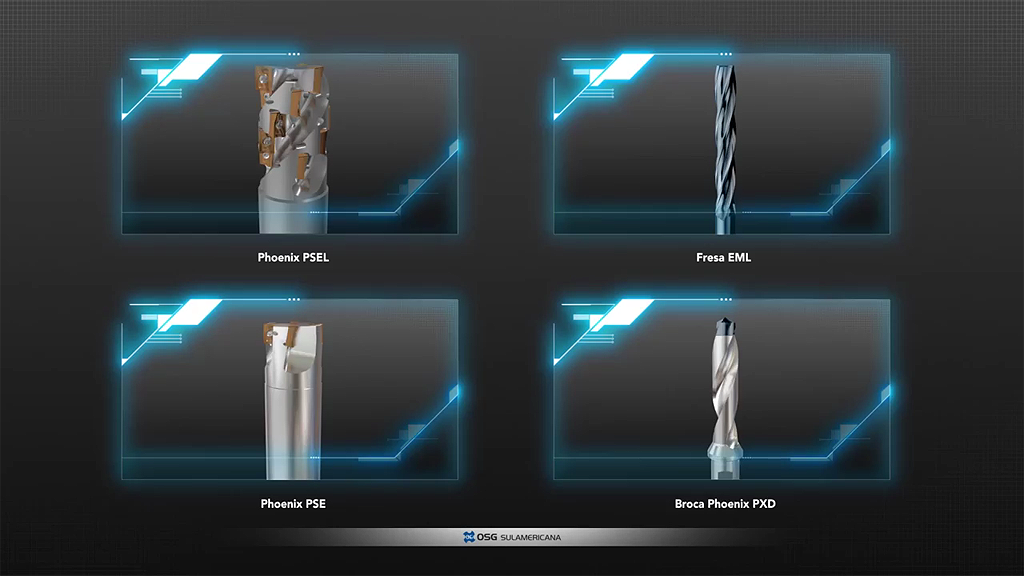 Phoenix PSEL
Fresa EML
Phoenix PSE
Broca Phoenix PXD
OSG SULAMERICANA